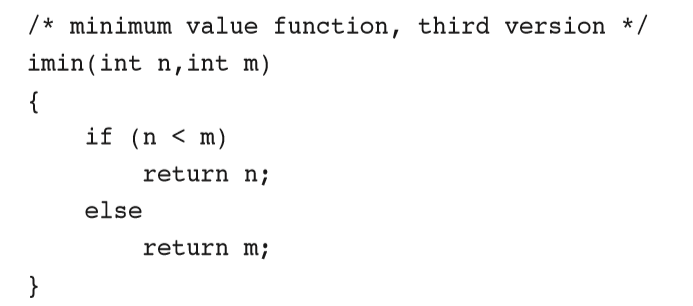 /* minimum value function, third version */
imin(int n,int m)
{
    if (n < m)
        return n;
    else
        return m;
}